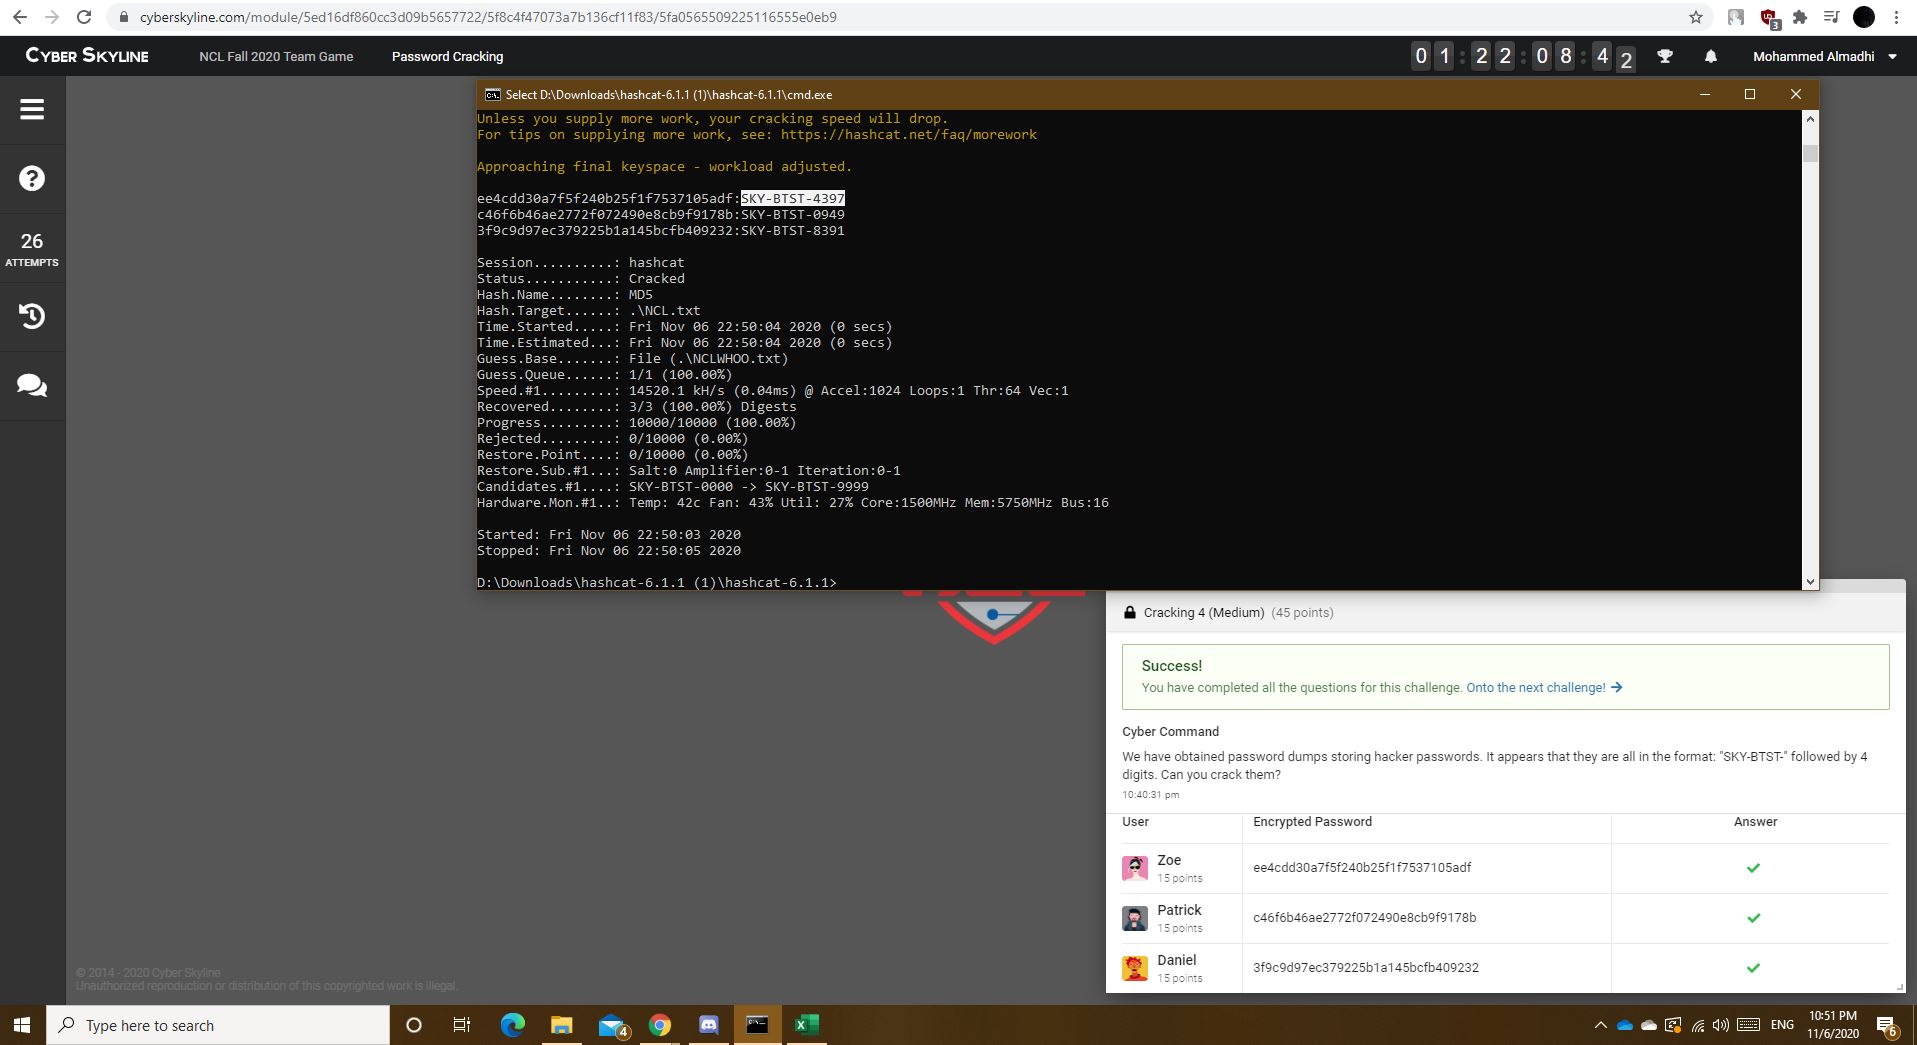 cyberskyline.com/module/5ed16df860cc3d09b5657722/5f8c4f47073a7b136cf11f83/5fa0565509225116555e0eb9
3
CYBER SKYLINE NCL Fall 2020 Team Game Password Cracking 01:22:08:42 Mohammed Almadhi
26
ATTEMPTS
Select D:\Downloads\hashcat-6.1.1 (1)\hashcat-6.1.1\cmd.exe
Unless you supply more work, your cracking speed will drop.
For tips on supplying more work, see: https://hashcat.net/faq/morework
Approaching final keyspace - workload adjusted.
ee4cdd30a7f5f240b25f1f7537105adf:SKY-BTST-4397
c46f6b46ae2772f072490e8cb9f9178b:SKY-BTST-0949
3f9c9d97ec379225b1a145bcfb409232:SKY-BTST-8391
Session..........: hashcat
Status...........: Cracked
Hash.Name........: MD5
Hash.Target......: .\NCL.txt
Time.Started.....: Fri Nov 06 22:50:04 2020 (0 secs)
Time.Estimated...: Fri Nov 06 22:50:04 2020 (0 secs)
Guess.Base.......: File (.\NCLWHOO.txt)
Guess.Queue......: 1/1 (100.00%)
Speed.#1.........: 14520.1 kH/s (0.04ms) @ Accel:1024 Loops:1 Thr:64 Vec:1
Recovered........: 3/3 (100.00%) Digests
Progress.........: 10000/10000 (100.00%)
Rejected.........: 0/10000 (0.00%)
Restore.Point....: 0/10000 (0.00%)
Restore.Sub.#1...: Salt:0 Amplifier:0-1 Iteration:0-1
Candidates.#1....: SKY-BTST-0000 -> SKY-BTST-9999
Hardware.Mon.#1..: Temp: 42c Fan: 43% Util: 27% Core:1500MHz Mem:5750MHz Bus:16
Started: Fri Nov 06 22:50:03 2020
Stopped: Fri Nov 06 22:50:05 2020
D:\Downloads\hashcat-6.1.1 (1)\hashcat-6.1.1>
Cracking 4 (Medium) (45 points)
Success!
You have completed all the questions for this challenge. Onto the next challenge!
Cyber Command
We have obtained password dumps storing hacker passwords. It appears that they are all in the format: "SKY-BTST-" followed by 4
digits. Can you crack them?
10:40:31 pm
User Encrypted Password Answer
Zoe
15 points
ee4cdd30a7f5f240b25f1f7537105adf
Patrick
15 points
c46f6b46ae2772f072490e8cb9f9178b
Daniel
15 points
3f9c9d97ec379225b1a145bcfb409232
© 2014 - 2020 Cyber Skyline
Unauthorized reproduction or distribution of this copyrighted work is illegal.
Type here to search
4
ENG
10:51 PM
11/6/2020
6